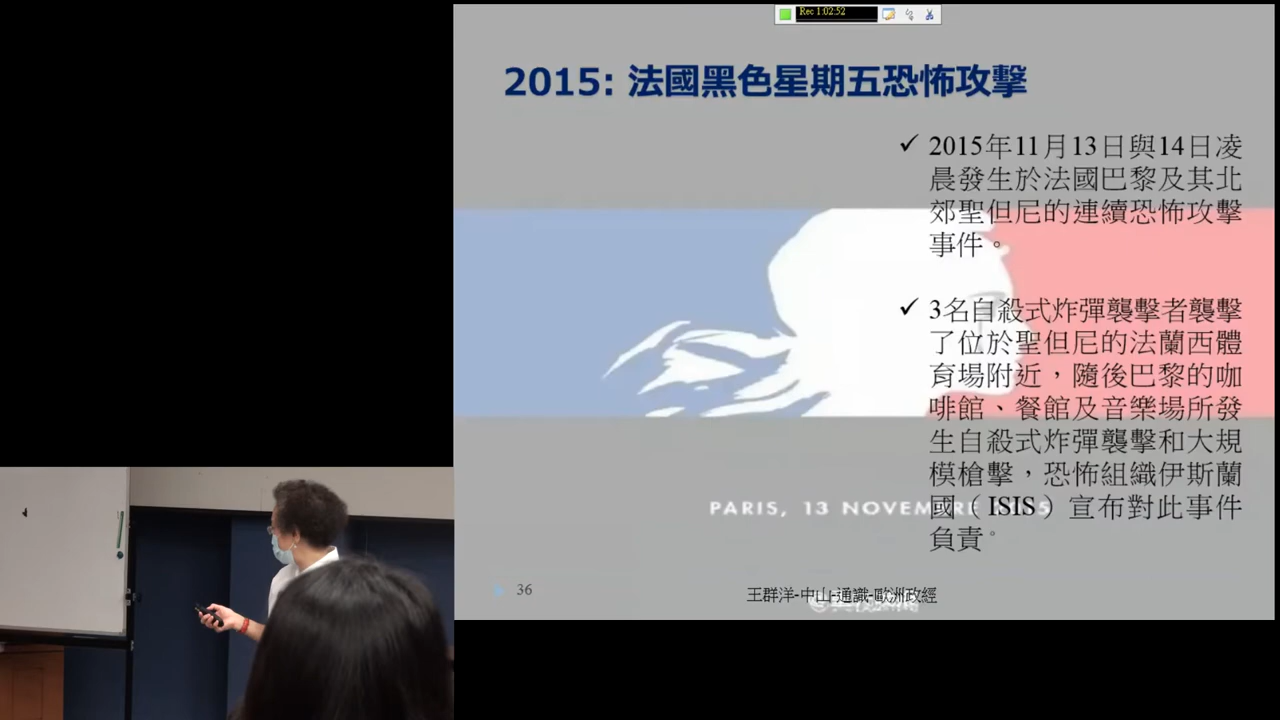 Rec 1:02:52
2015: 法國黑色星期五恐怖攻擊
✓ 2015年11月13日與14日凌
晨發生於法國巴黎及其北
郊聖但尼的連續恐怖攻擊
事件。
✓ 3名自殺式炸彈襲擊者襲擊
了位於聖但尼的法蘭西體
育場附近，隨後巴黎的咖
啡館、餐館及音樂場所發
生自殺式炸彈襲擊和大規
模槍擊，恐怖組織伊斯蘭
國（ISIS）宣布對此事件
負責。
PARIS, 13 NOVEMBRE 2015
36
王群洋-中山-通識-歐洲政經